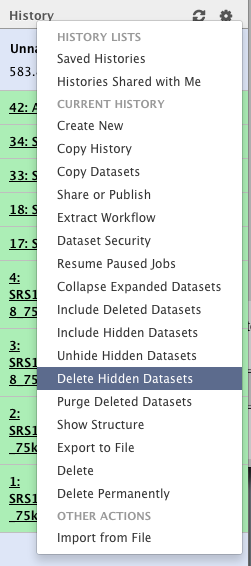 History
HISTORY LISTS
Unna
Saved Histories
583.
Histories Shared with Me
CURRENT HISTORY
42: A
Create New
34: S
Copy History
33: S
Copy Datasets
Share or Publish
18: S
Extract Workflow
17: S
Dataset Security
Resume Paused Jobs
4:
Collapse Expanded Datasets
SRS1
8_75
Include Deleted Datasets
3:
Include Hidden Datasets
SRS1
Unhide Hidden Datasets
8_75
Delete Hidden Datasets
2:
Purge Deleted Datasets
SRS1
Show Structure
_75k
Export to File
Delete
1:
Delete Permanently
SRS1
OTHER ACTIONS
_75k
Import from File